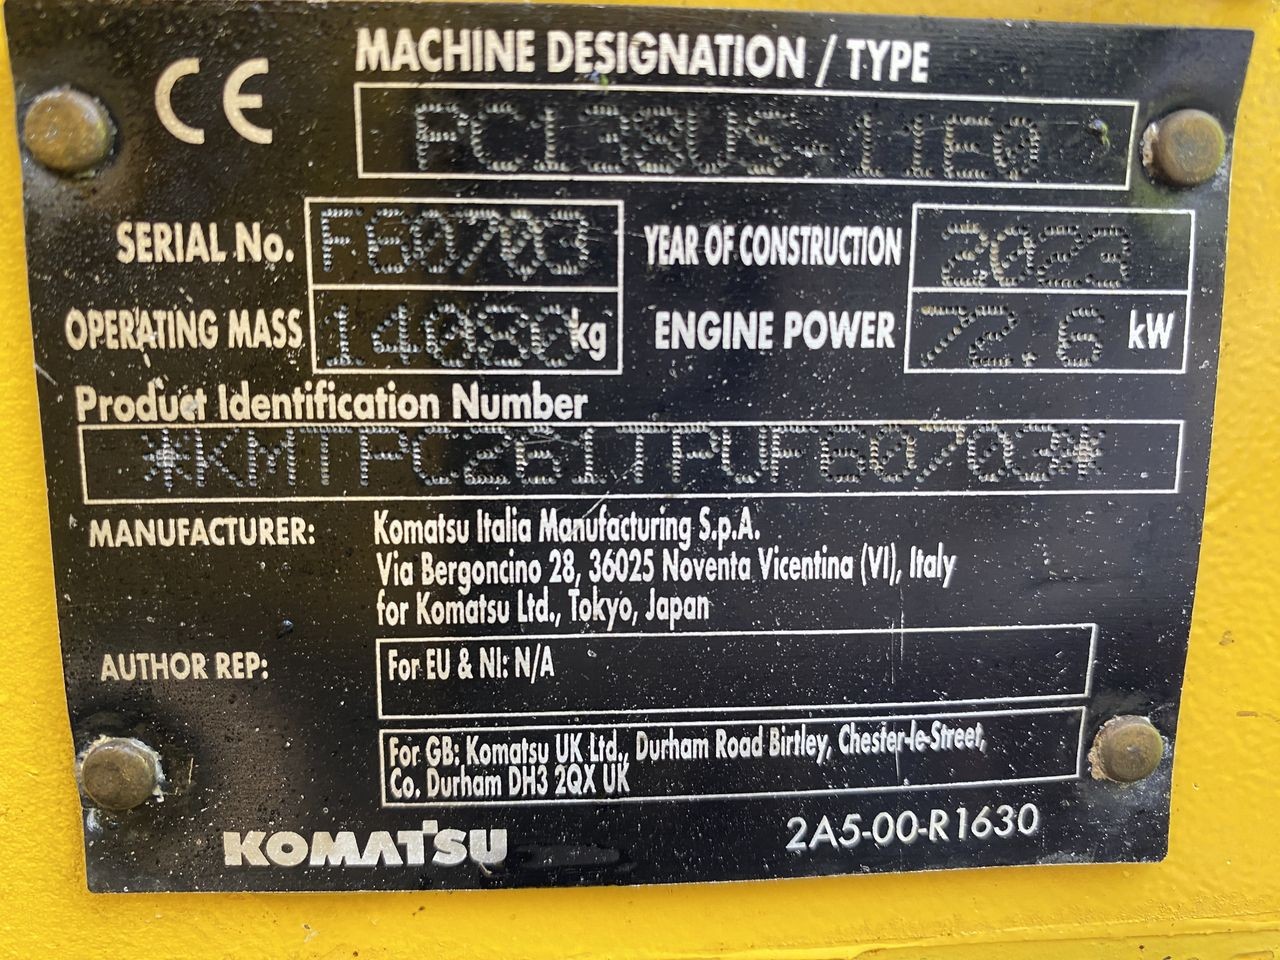 CE
MACHINE DESIGNATION / TYPE
PC138US-11E0
SERIAL No. F60703
YEAR OF CONSTRUCTION
OPERATING MASS 14080 kg
ENGINE POWER 72.6 kW
Product Identification Number
MANUFACTURER: Komatsu Italia Manufacturing S.p.A.
Via Bergoncino 28, 36025 Noventa Vicentina (VI), Italy
for Komatsu Ltd., Tokyo, Japan
AUTHOR REP: For EU & NI: N/A
For GB: Komatsu UK Ltd., Durham Road Birtley, Chester-le-Street,
Co. Durham DH3 2QX UK
KOMATSU
2A5-00-R1630